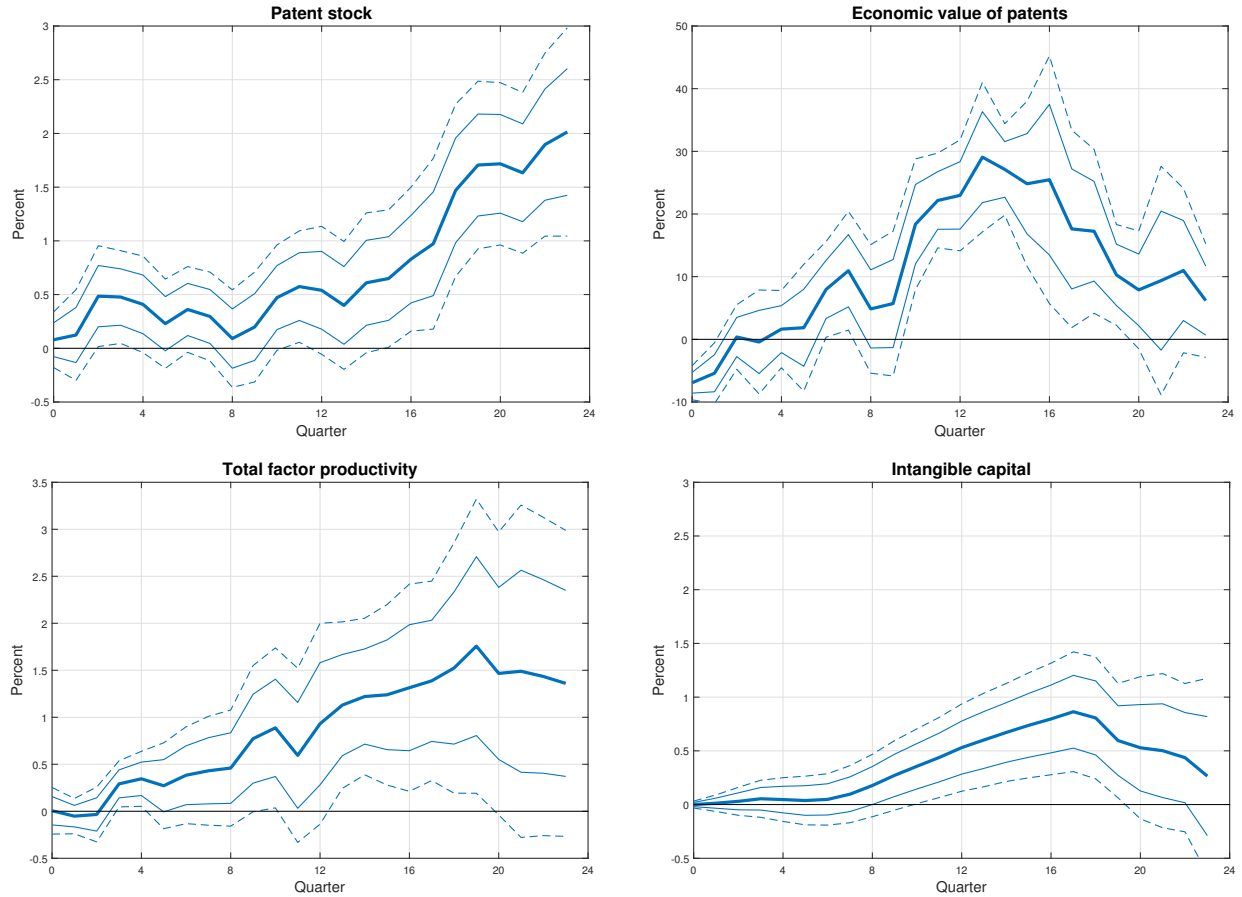 Patent stock
Percent
3
2.5
2
1.5
1
0.5
0
-0.5
0 4 8 12 16 20 24
Quarter
Economic value of patents
Percent
50
40
30
20
10
0
-10
0 4 8 12 16 20 24
Quarter
Total factor productivity
Percent
3.5
3
2.5
2
1.5
1
0.5
0
-0.5
0 4 8 12 16 20 24
Quarter
Intangible capital
Percent
3
2.5
2
1.5
1
0.5
0
-0.5
0 4 8 12 16 20 24
Quarter